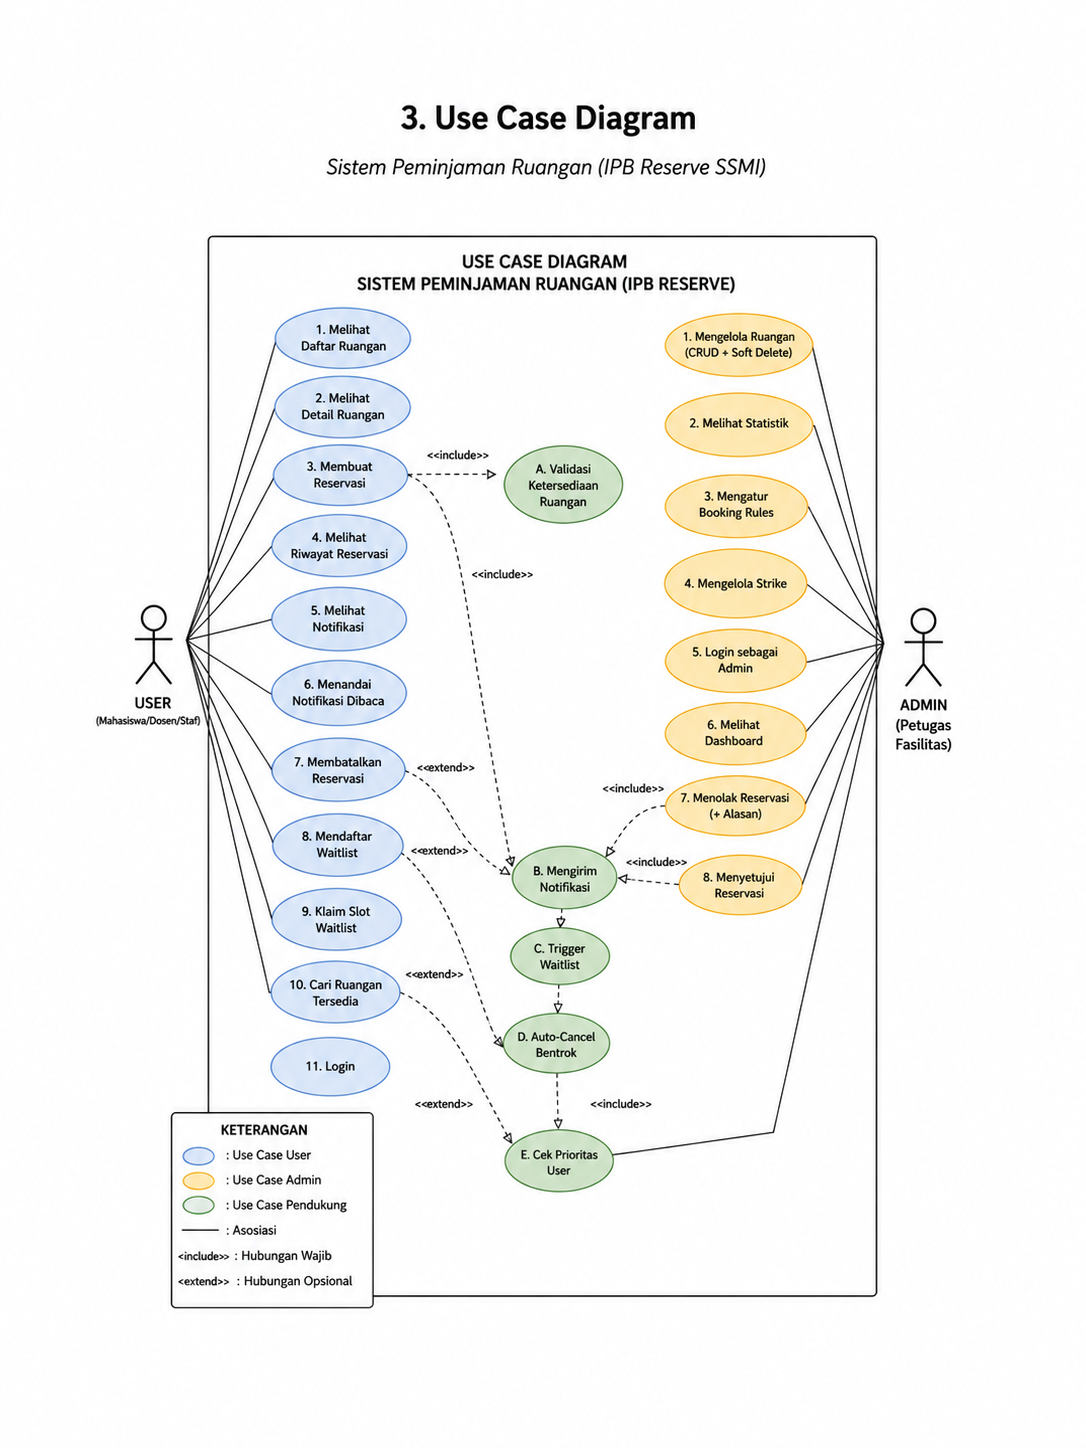 3. Use Case Diagram
Sistem Peminjaman Ruangan (IPB Reserve SSMI)
USE CASE DIAGRAM
SISTEM PEMINJAMAN RUANGAN (IPB RESERVE)
1. Melihat
Daftar Ruangan
2. Melihat
Detail Ruangan
3. Membuat
Reservasi
4. Melihat
Riwayat Reservasi
5. Melihat
Notifikasi
6. Menandai
Notifikasi Dibaca
7. Membatalkan
Reservasi
8. Mendaftar
Waitlist
9. Klaim Slot
Waitlist
10. Cari Ruangan
Tersedia
11. Login
USER
(Mahasiswa/Dosen/Staf)
<<include>>
<<include>>
<<extend>>
<<extend>>
<<extend>>
<<extend>>
A. Validasi
Ketersediaan
Ruangan
B. Mengirim
Notifikasi
C. Trigger
Waitlist
D. Auto-Cancel
Bentrok
<<include>>
E. Cek Prioritas
User
<<include>>
<<include>>
1. Mengelola Ruangan
(CRUD + Soft Delete)
2. Melihat Statistik
3. Mengatur
Booking Rules
4. Mengelola Strike
5. Login sebagai
Admin
6. Melihat
Dashboard
7. Menolak Reservasi
(+ Alasan)
8. Menyetujui
Reservasi
ADMIN
(Petugas
Fasilitas)
KETERANGAN
: Use Case User
: Use Case Admin
: Use Case Pendukung
: Asosiasi
<include>> : Hubungan Wajib
<extend>> : Hubungan Opsional